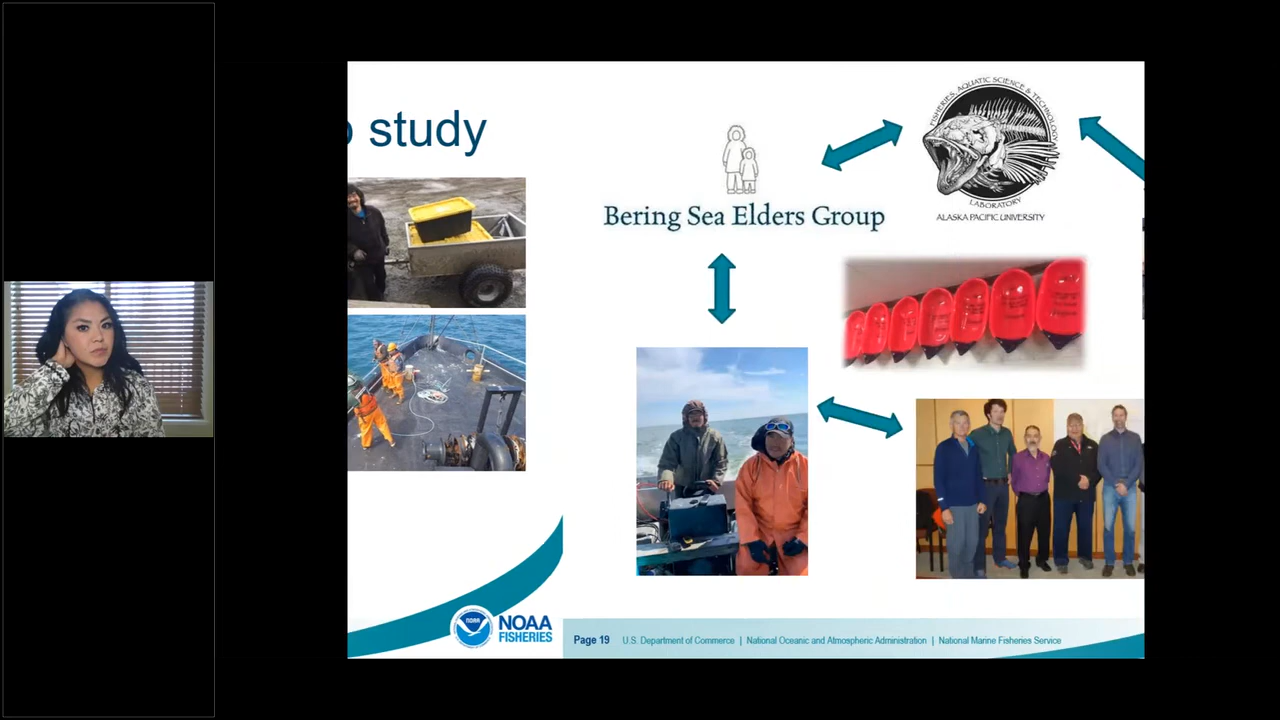 study
Bering Sea Elders Group
FISHERIES, AQUATIC SCIENCE & TECHNOLOGY
LABORATORY
ALASKA PACIFIC UNIVERSITY
NOAA
NOAA
FISHERIES
Page 19 U.S. Department of Commerce | National Oceanic and Atmospheric Administration | National Marine Fisheries Service